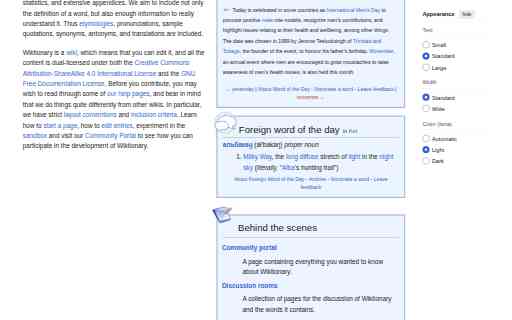 statistics, and extensive appendices. We aim to include not only
the definition of a word, but also enough information to really
understand it. Thus etymologies, pronunciations, sample
quotations, synonyms, antonyms, and translations are included.
Wiktionary is a wiki, which means that you can edit it, and all the
content is dual-licensed under both the Creative Commons
Attribution-ShareAlike 4.0 International License and the GNU
Free Documentation License. Before you contribute, you may
wish to read through some of our help pages, and bear in mind
that we do things quite differently from other wikis. In particular,
we have strict layout conventions and inclusion criteria. Learn
how to start a page, how to edit entries, experiment in the
sandbox and visit our Community Portal to see how you can
participate in the development of Wiktionary.
← Today is celebrated in some countries as International Men's Day to
promote positive male role models, recognize men's contributions, and
highlight issues relating to their health and wellbeing, among other things.
The date was chosen in 1999 by Jerome Teelucksingh of Trinidad and
Tobago, the founder of the event, to honour his father's birthday. Movember,
an annual event where men are encouraged to grow moustaches to raise
awareness of men's health issues, is also held this month.
← yesterday | About Word of the Day • Nominate a word • Leave feedback |
tomorrow →
Foreign word of the day
proper noun
1. Milky Way, the long diffuse stretch of light in the night
sky (literally, "Alba's hunting trail")
About Foreign Word of the Day • Archive • Nominate a word • Leave
feedback
Behind the scenes
Community portal
A page containing everything you wanted to know
about Wiktionary.
Discussion rooms
A collection of pages for the discussion of Wiktionary
and the words it contains.
Appearance hide
Text
Small
Standard
Large
Width
Standard
Wide
Color (beta)
Automatic
Light
Dark